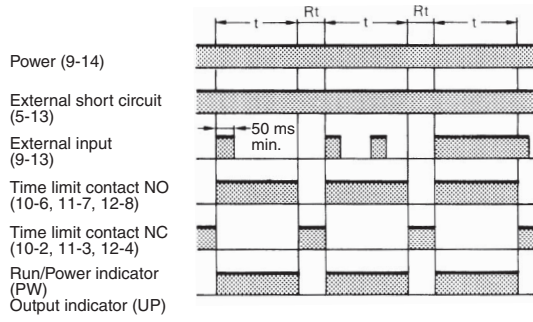 Rt Rt
t t t
Power (9-14)
External short circuit
(5-13)
External input
(9-13)
50 ms
min.
Time limit contact NO
(10-6, 11-7, 12-8)
Time limit contact NC
(10-2, 11-3, 12-4)
Run/Power indicator
(PW)
Output indicator (UP)